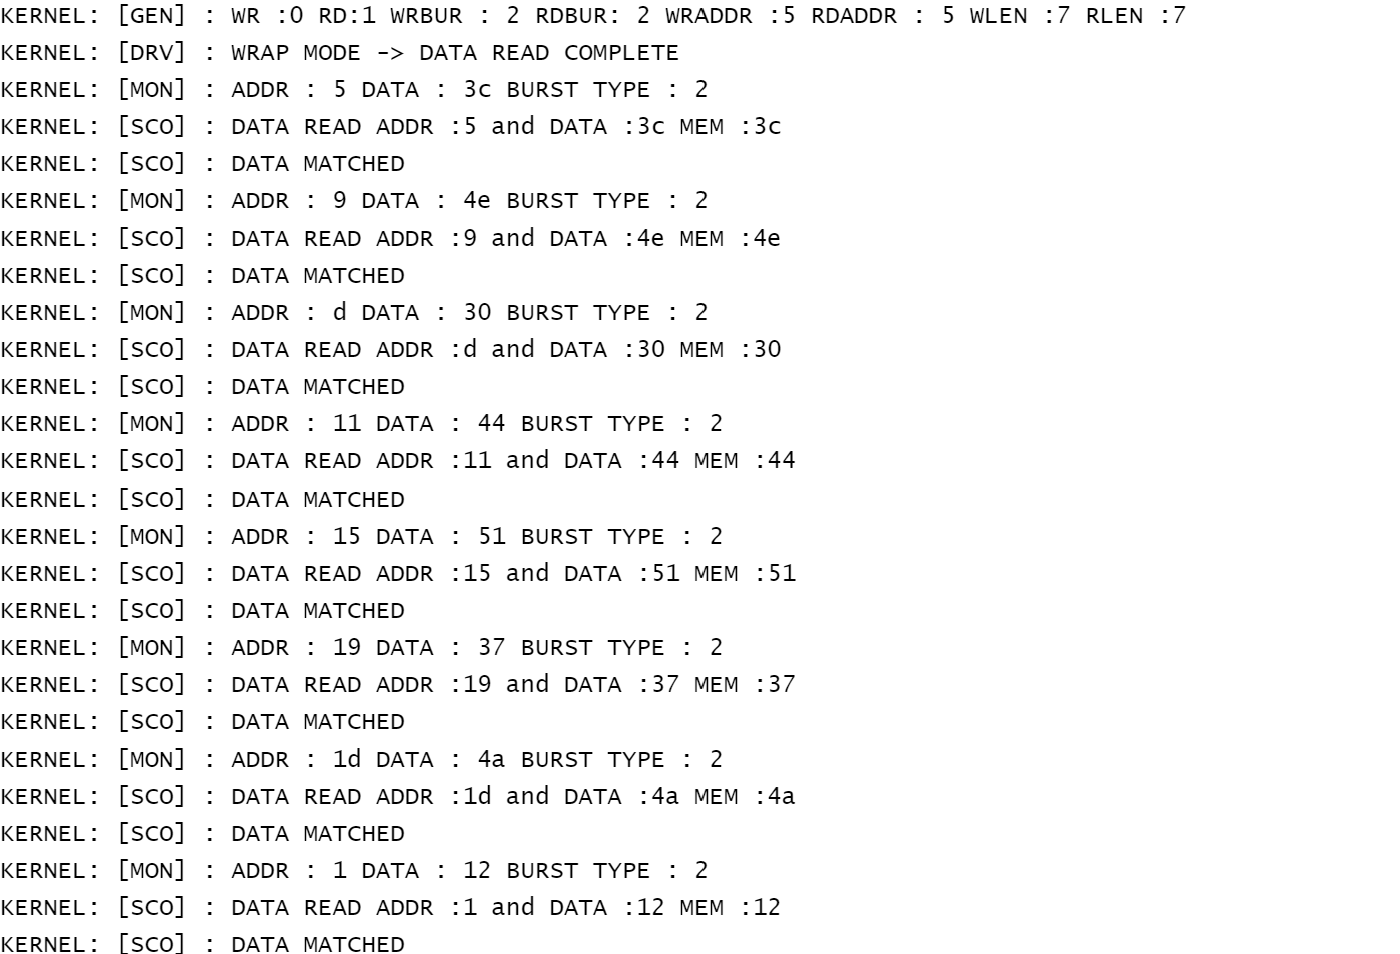 KERNEL: [GEN] : WR :0 RD:1 WRBUR : 2 RDBUR: 2 WRADDR :5 RDADDR : 5 WLEN :7 RLEN :7
KERNEL: [DRV] : WRAP MODE -> DATA READ COMPLETE
KERNEL: [MON] : ADDR : 5 DATA : 3c BURST TYPE : 2
KERNEL: [SCO] : DATA READ ADDR :5 and DATA :3c MEM :3c
KERNEL: [SCO] : DATA MATCHED
KERNEL: [MON] : ADDR : 9 DATA : 4e BURST TYPE : 2
KERNEL: [SCO] : DATA READ ADDR :9 and DATA :4e MEM :4e
KERNEL: [SCO] : DATA MATCHED
KERNEL: [MON] : ADDR : d DATA : 30 BURST TYPE : 2
KERNEL: [SCO] : DATA READ ADDR :d and DATA :30 MEM :30
KERNEL: [SCO] : DATA MATCHED
KERNEL: [MON] : ADDR : 11 DATA : 44 BURST TYPE : 2
KERNEL: [SCO] : DATA READ ADDR :11 and DATA :44 MEM :44
KERNEL: [SCO] : DATA MATCHED
KERNEL: [MON] : ADDR : 15 DATA : 51 BURST TYPE : 2
KERNEL: [SCO] : DATA READ ADDR :15 and DATA :51 MEM :51
KERNEL: [SCO] : DATA MATCHED
KERNEL: [MON] : ADDR : 19 DATA : 37 BURST TYPE : 2
KERNEL: [SCO] : DATA READ ADDR :19 and DATA :37 MEM :37
KERNEL: [SCO] : DATA MATCHED
KERNEL: [MON] : ADDR : 1d DATA : 4a BURST TYPE : 2
KERNEL: [SCO] : DATA READ ADDR :1d and DATA :4a MEM :4a
KERNEL: [SCO] : DATA MATCHED
KERNEL: [MON] : ADDR : 1 DATA : 12 BURST TYPE : 2
KERNEL: [SCO] : DATA READ ADDR :1 and DATA :12 MEM :12
KERNEL: [SCO] : DATA MATCHED